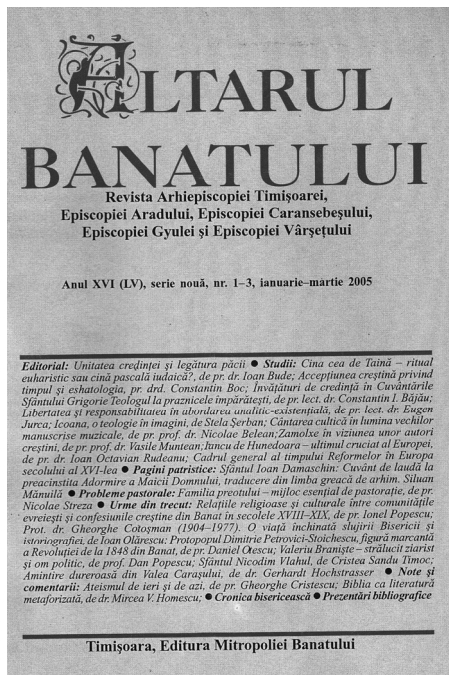 ALTARUL
BANATULUI
Revista Arhiepiscopiei Timişoarei,
Episcopiei Aradului, Episcopiei Caransebeşului,
Episcopiei Gyulei şi Episcopiei Vârşeţului
Anul XVI (LV), serie nouă, nr. 1–3, ianuarie–martie 2005
Editorial: Unitatea credinţei şi legătura păcii ● Studii: Cina cea de Taină – ritual
euharistic sau cină pascală iudaică?, de pr. dr. Ioan Bude; Accepţiunea creştină privind
timpul şi eshatologia, pr. drd. Constantin Boc; Învăţături de credinţă în Cuvântările
Sfântului Grigorie Teologul la praznicele împărăteşti, de pr. lect. dr. Constantin I. Băjău;
Libertatea şi responsabilitatea în abordarea analitic-existenţială, de pr. lect. dr. Eugen
Jurca; Icoana, o teologie în imagini, de Stela Şerban; Cântarea cultică în lumina vechilor
manuscrise muzicale, de pr. prof. dr. Nicolae Belean;Zamolxe în viziunea unor autori
creştini, de pr. prof. dr. Vasile Muntean;Iancu de Hunedoara – ultimul cruciat al Europei,
de pr. dr. Ioan Octavian Rudeanu; Cadrul general al timpului Reformelor în Europa
secolului al XVI-lea ● Pagini patristice: Sfântul Ioan Damaschin: Cuvânt de laudă la
preacinstita Adormire a Maicii Domnului, traducere din limba greacă de arhim. Siluan
Mănuilă ● Probleme pastorale: Familia preotului – mijloc esenţial de pastoraţie, de pr.
Nicolae Streza ● Urme din trecut: Relaţiile religioase şi culturale între comunităţile
evreieşti şi confesiunile creştine din Banat în secolele XVIII–XIX, de pr. Ionel Popescu;
Prot. dr. Gheorghe Cotoşman (1904–1977). O viaţă închinată slujirii Bisericii şi
istoriografiei, de Ioan Olărescu; Protopopul Dimitrie Petrovici-Stoichescu, figură marcantă
a Revoluţiei de la 1848 din Banat, de pr. Daniel Oţescu; Valeriu Branişte – strălucit ziarist
şi om politic, de prof. Dan Popescu; Sfântul Nicodim Vlahul, de Cristea Sandu Timoc;
Amintire dureroasă din Valea Caraşului, de dr. Gerhardt Hochstrasser ● Note şi
comentarii: Ateismul de ieri şi de azi, de pr. Gheorghe Cristescu; Biblia ca literatură
metaforizată, de dr. Mircea V. Homescu; ● Cronica bisericească ● Prezentări bibliografice
Timişoara, Editura Mitropoliei Banatului